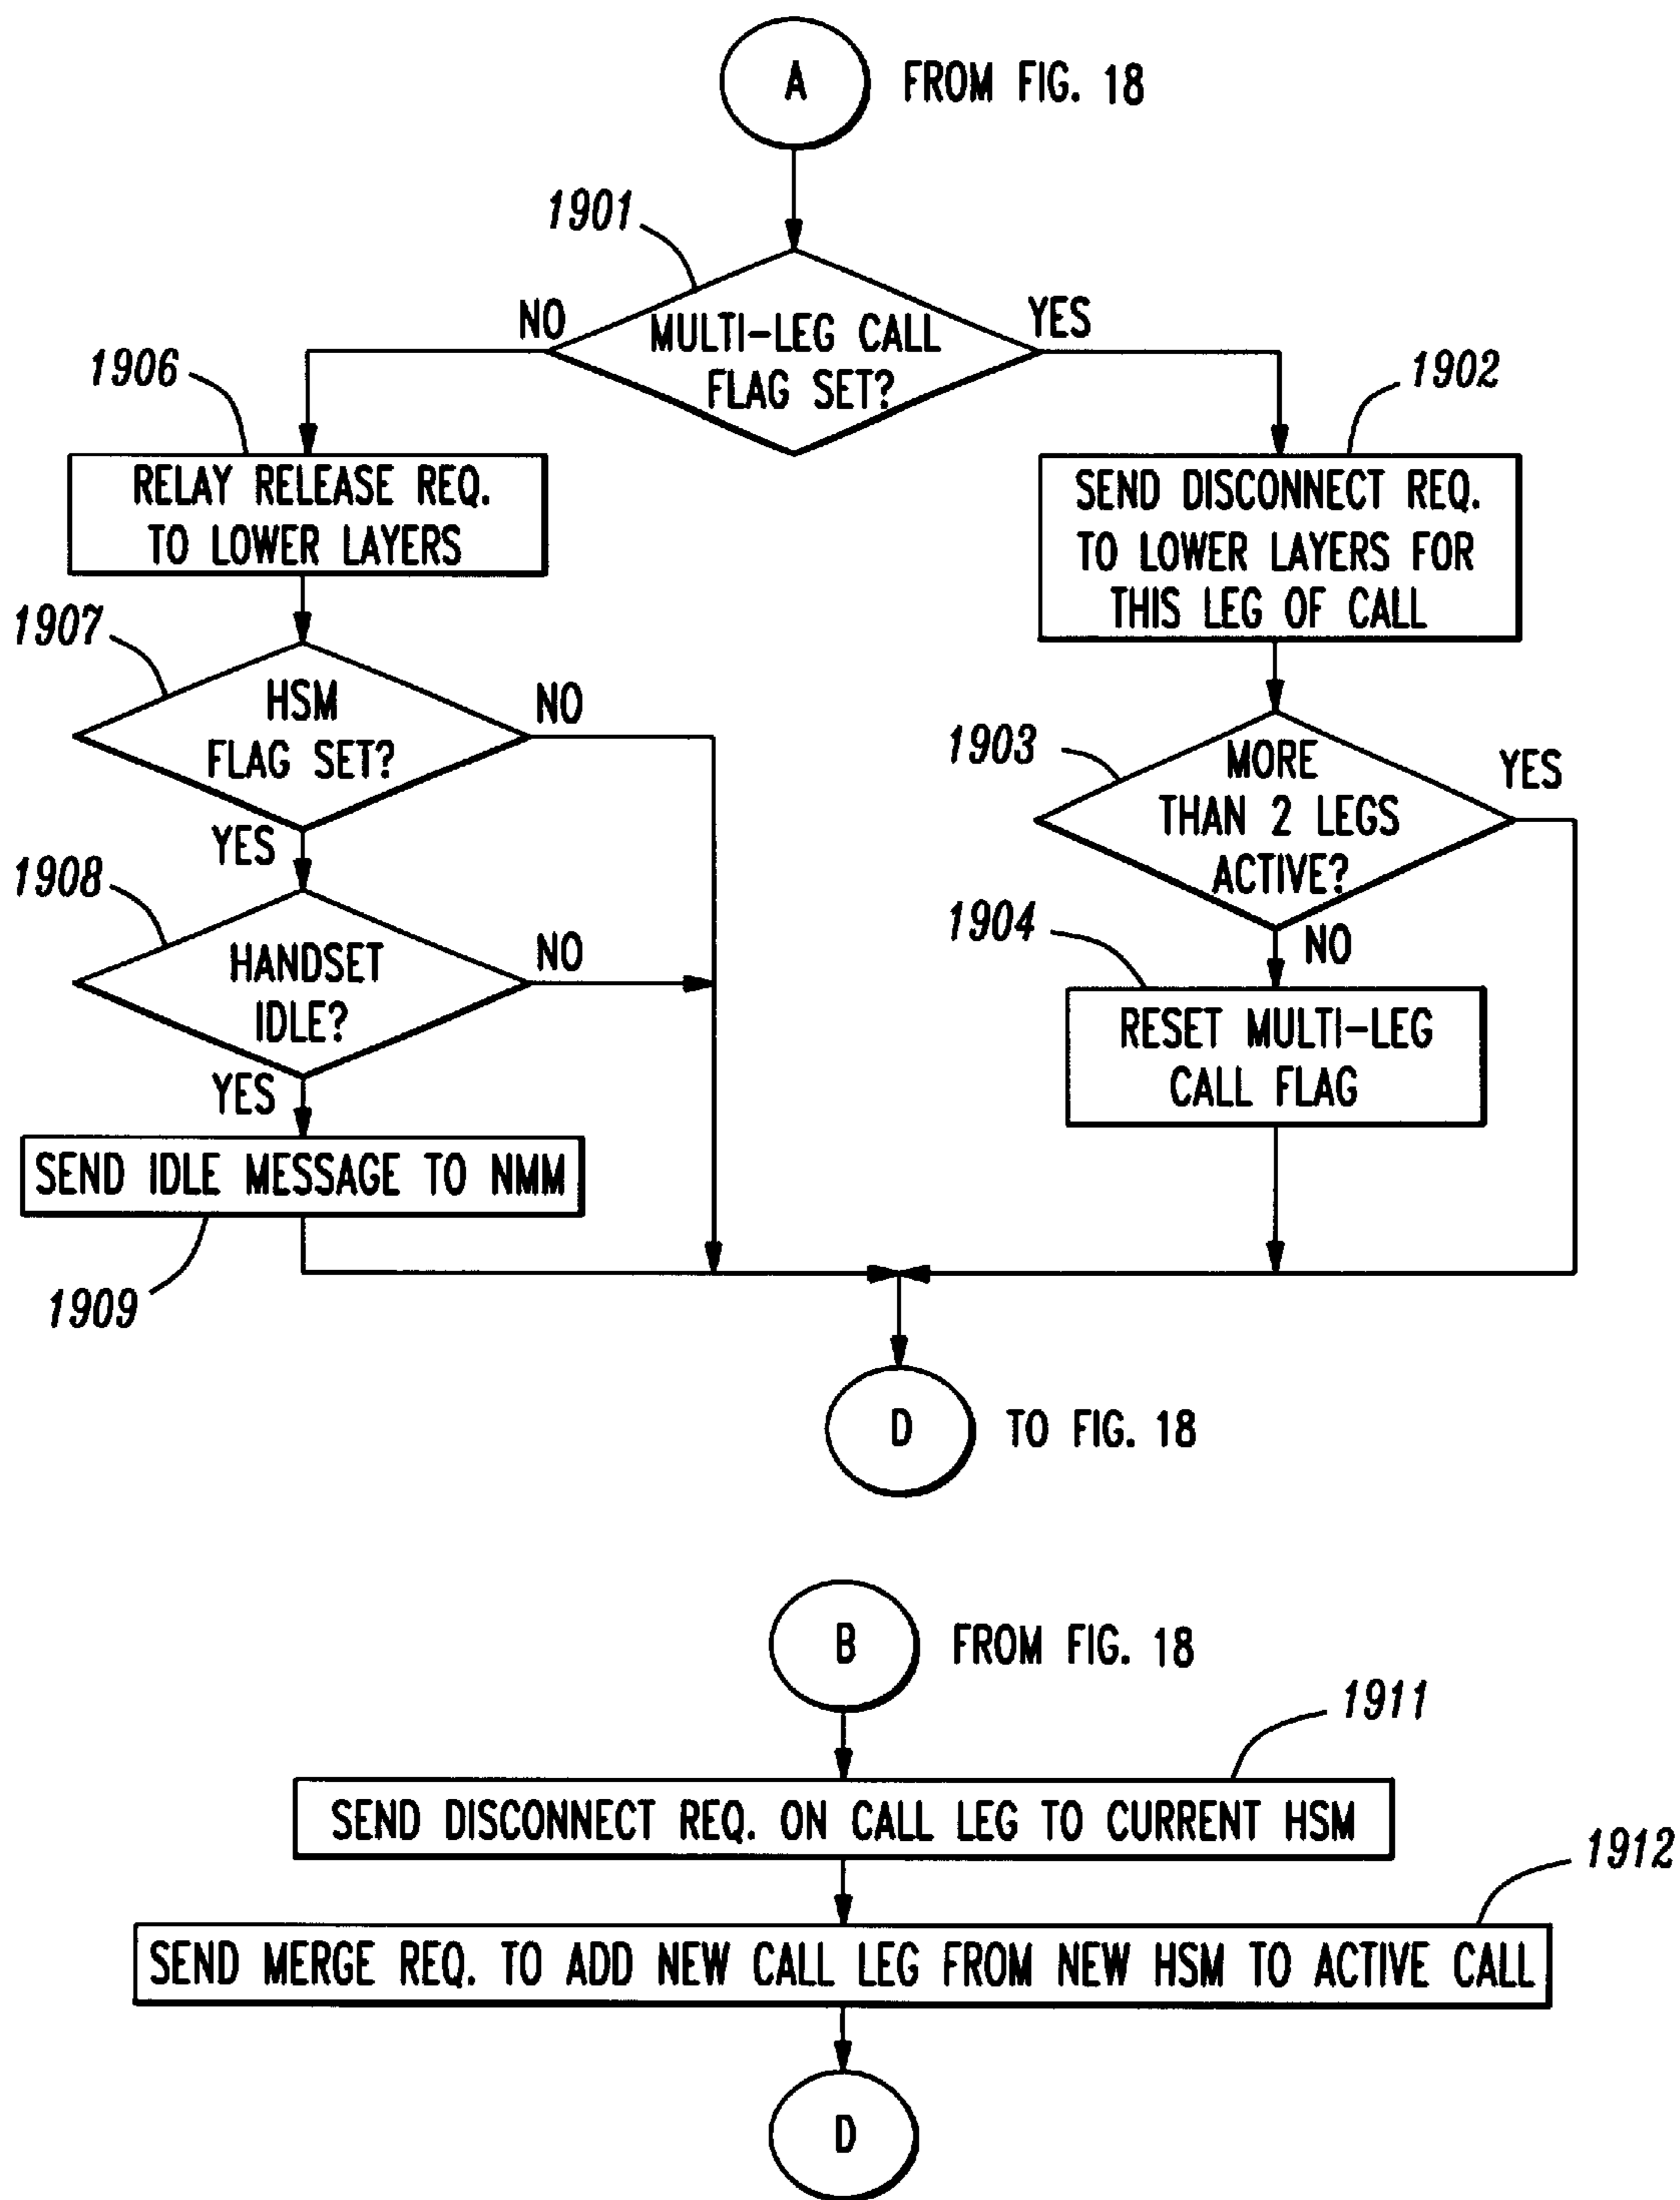 A
FROM FIG. 18
1901
NO
YES
MULTI-LEG CALL
FLAG SET?
1906
1902
RELAY RELEASE REQ.
TO LOWER LAYERS
SEND DISCONNECT REQ.
TO LOWER LAYERS FOR
THIS LEG OF CALL
1907
HSM
FLAG SET?
NO
YES
1903
MORE
THAN 2 LEGS
ACTIVE?
YES
NO
1908
HANDSET
IDLE?
NO
YES
1904
RESET MULTI-LEG
CALL FLAG
SEND IDLE MESSAGE TO NMM
1909
D
TO FIG. 18
B
FROM FIG. 18
1911
SEND DISCONNECT REQ. ON CALL LEG TO CURRENT HSM
1912
SEND MERGE REQ. TO ADD NEW CALL LEG FROM NEW HSM TO ACTIVE CALL
D